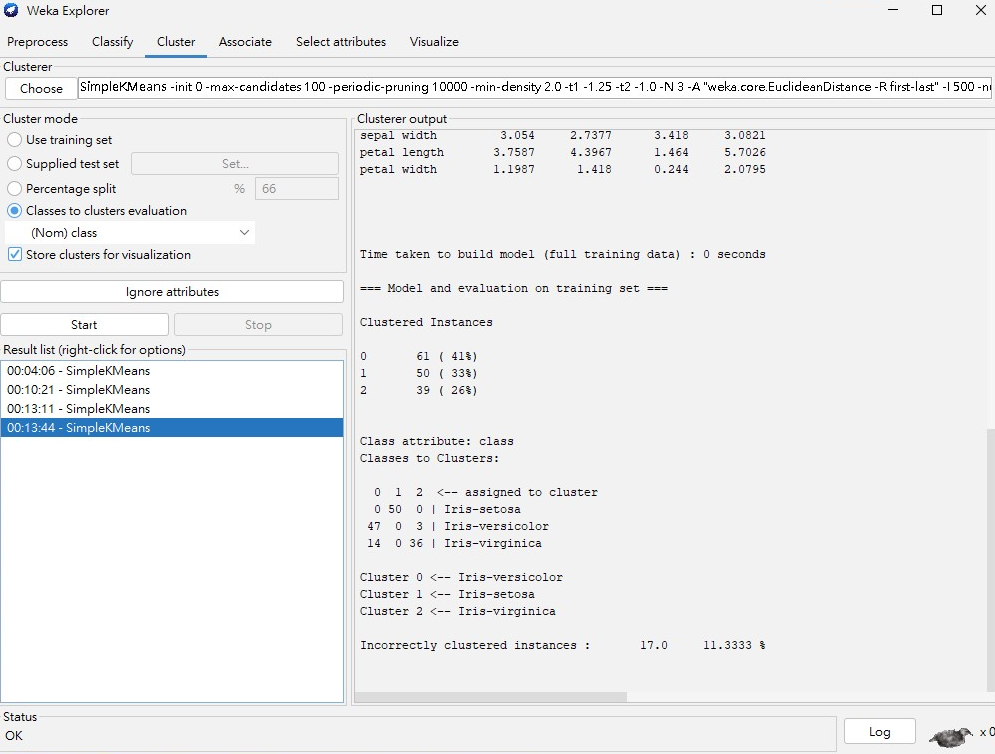 Weka Explorer
Preprocess Classify Cluster Associate Select attributes Visualize
Clusterer
Choose SimpleKMeans -init 0 -max-candidates 100 -periodic-pruning 10000 -min-density 2.0 -t1 -1.25 -t2 -1.0 -N 3 -A "weka.core.EuclideanDistance -R first-last" -I 500 -nu
Cluster mode
Use training set
Supplied test set Set...
Percentage split % 66
Classes to clusters evaluation
(Nom) class
Store clusters for visualization
Ignore attributes
Start Stop
Result list (right-click for options)
00:04:06 - SimpleKMeans
00:10:21 - SimpleKMeans
00:13:11 - SimpleKMeans
00:13:44 - SimpleKMeans
Clusterer output
sepal width 3.054 2.7377 3.418 3.0821
petal length 3.7587 4.3967 1.464 5.7026
petal width 1.1987 1.418 0.244 2.0795
Time taken to build model (full training data) : 0 seconds
=== Model and evaluation on training set ===
Clustered Instances
0 61 ( 41%)
1 50 ( 33%)
2 39 ( 26%)
Class attribute: class
Classes to Clusters:
0 1 2 <-- assigned to cluster
0 50 0 | Iris-setosa
47 0 3 | Iris-versicolor
14 0 36 | Iris-virginica
Cluster 0 <-- Iris-versicolor
Cluster 1 <-- Iris-setosa
Cluster 2 <-- Iris-virginica
Incorrectly clustered instances : 17.0 11.3333 %
Status
OK
Log
x 0